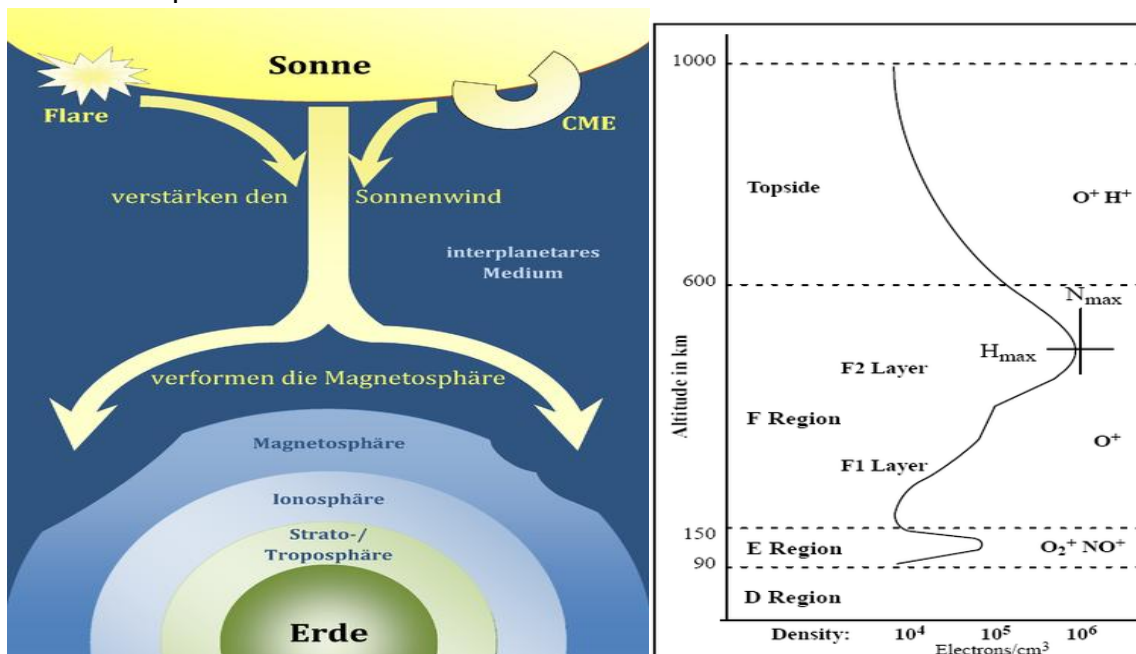 Sonne
Flare
CME
verstärken den Sonnenwind
interplanetares
Medium
verformen die Magnetosphäre
Magnetosphäre
Ionosphäre
Strato-/
Troposphäre
Erde
1000
Topside
O⁺ H⁺
600
Nmax
Hmax
F2 Layer
Altitude in km
F Region
O⁺
F1 Layer
150
E Region
O₂⁺ NO⁺
90
D Region
Density: 10⁴ 10⁵ 10⁶
Electrons/cm³